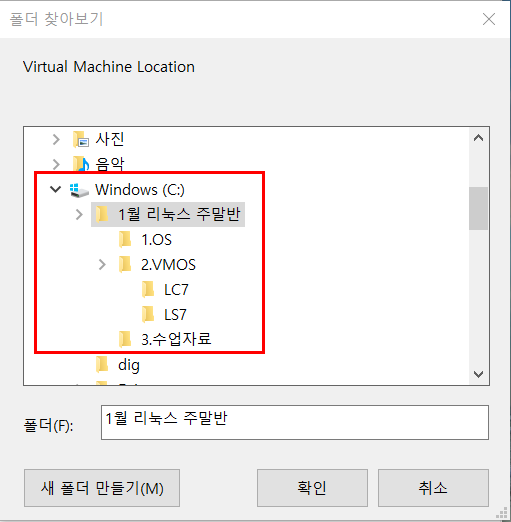 폴더 찾아보기
Virtual Machine Location
사진
음악
Windows (C:)
1월 리눅스 주말반
1.OS
2.VMOS
LC7
LS7
3.수업자료
dig
폴더(F):
1월 리눅스 주말반
새 폴더 만들기(M)
확인
취소